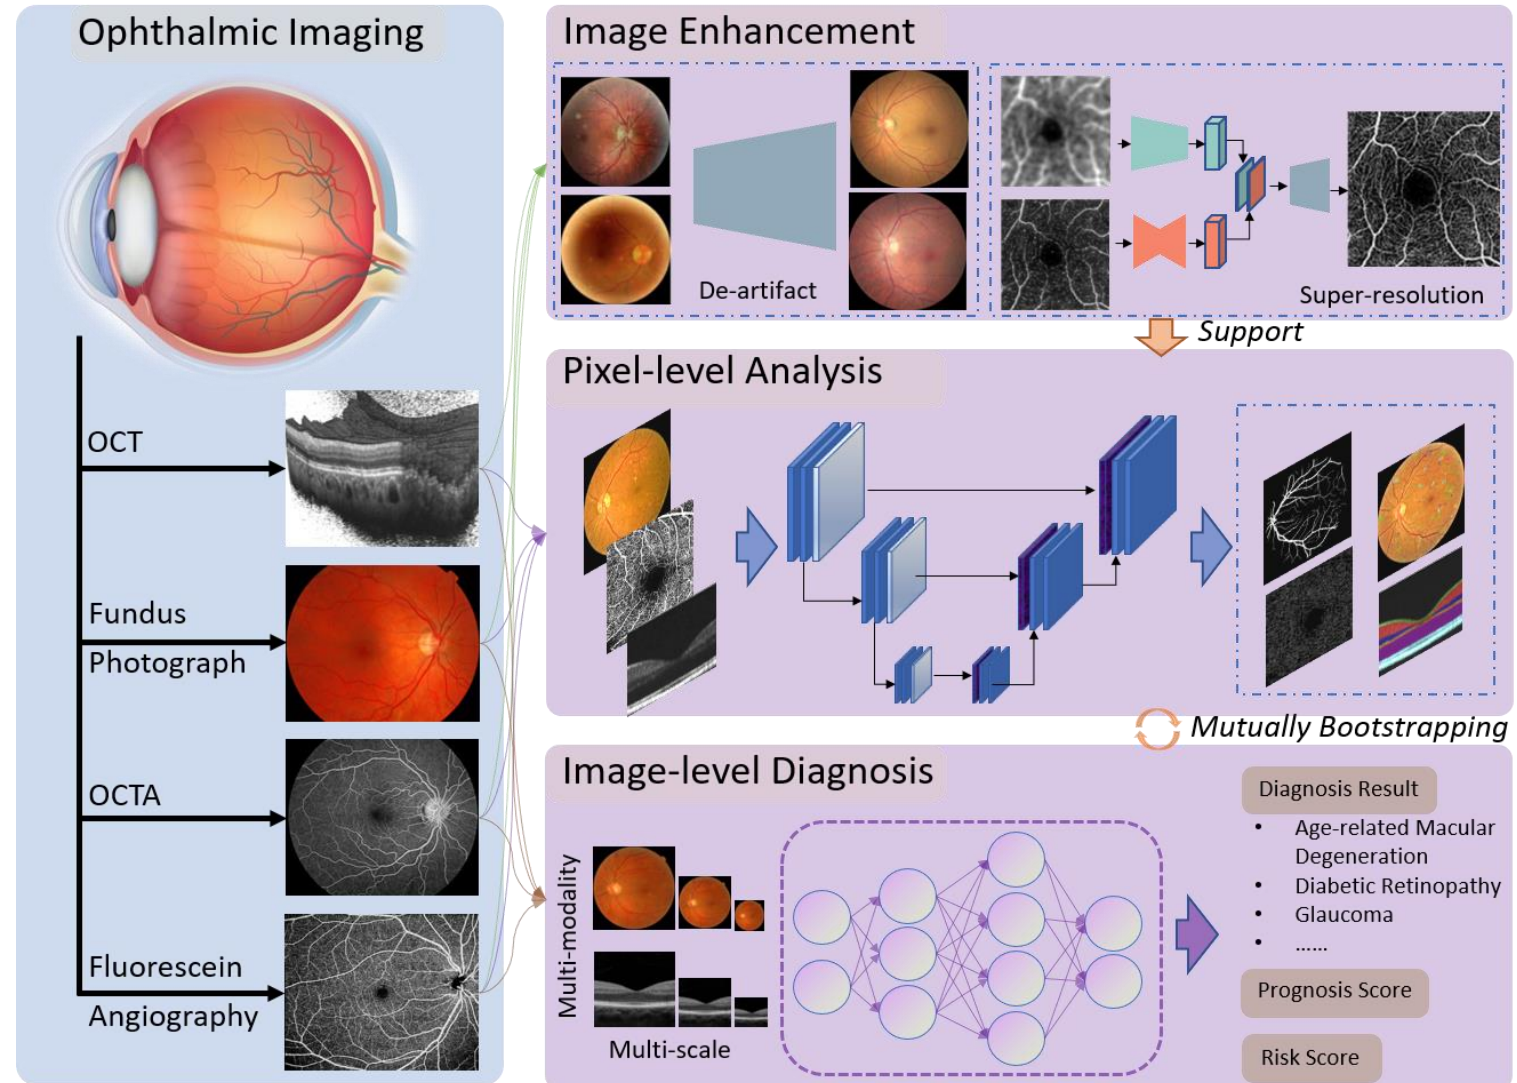 Ophthalmic Imaging
OCT
Fundus
Photograph
OCTA
Fluorescein
Angiography
Image Enhancement
De-artifact
Super-resolution
Support
Pixel-level Analysis
Mutually Bootstrapping
Image-level Diagnosis
Multi-modality
Multi-scale
Diagnosis Result
• Age-related Macular
Degeneration
• Diabetic Retinopathy
• Glaucoma
• ......
Prognosis Score
Risk Score